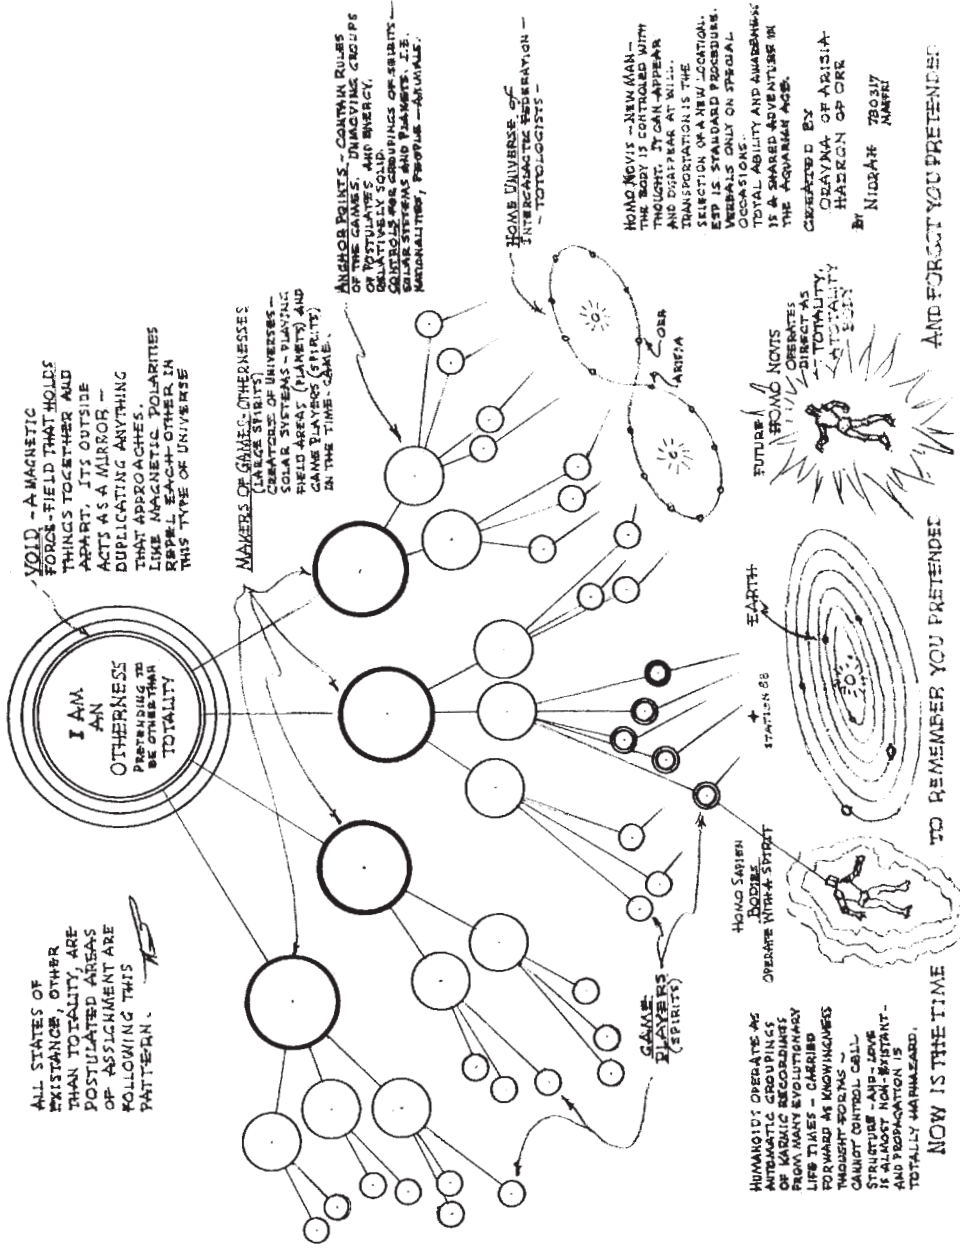 ALL STATES OF
EXISTANCE, OTHER
THAN TOTALITY, ARE
POSTULATED AREAS
OF ASSIGNMENT ARE
FOLLOWING THIS
PATTERN.
I AM
AN
OTHERNESS
PRETENDING TO
BE OTHER THAN
TOTALITY
VOID - A MAGNETIC
FORCE-FIELD THAT HOLDS
THINGS TOGETHER AND
APART. ITS OUTSIDE
ACTS AS A MIRROR -
DUPLICATING ANYTHING
THAT APPROACHES.
LIKE MAGNETIC POLARITIES
REPEL EACH OTHER IN
THIS TYPE OF UNIVERSE
MAKERS OF GAMES-OTHERNESSES
(LARGE SPIRITS)
CREATORS OF UNIVERSES -
SOLAR SYSTEMS - PLAYING
FIELD AREAS (PLANETS) AND
GAME PLAYERS (SPIRITS)
IN THE TIME-GAME.
ANCHOR POINTS - CONTAIN RULES
OF THE GAMES. UNMOVING GROUPS
OF POSTULATES AND ENERGY,
RELATIVELY SOLID.
CONTROLS FOR GROUPINGS OF SPIRITS -
SOLAR SYSTEMS AND PLANETS. I.E.
NATIONALITIES, PEOPLE - ANIMALS.
HOME UNIVERSE of
INTERGALACTIC FEDERATION -
- TOTOLOGISTS -
ORR
ARISIA
GAME
PLAYERS
(SPIRITS)
HOMO NOVIS - NEW MAN -
THE BODY IS CONTROLED WITH
THOUGHT. IT CAN APPEAR
AND DISAPEAR AT WILL.
TRANSPORTATION IS THE
SELECTION OF A NEW LOCATION.
ESP IS STANDARD PROCEDURE.
VERBALS ONLY ON SPECIAL
OCCASIONS.
TOTAL ABILITY AND AWARENESS
IS A SHARED ADVENTURE IN
THE AQUARIAN AGE.
CREATED BY
ODAYKA OF ARISIA
HADRON OF ORR
BY NIDRAH 780317
HUMANOIDS OPERATE AS
AUTOMATIC GROUPINGS
OF KARMIC RECORDINGS
FROM MANY EVOLUTIONARY
LIFE TIMES - CARRIED
FORWARD AS KNOWINGNESS
THOUGHT FORMS -
CANNOT CONTROL CELL
STRUCTURE - AND - LOVE
IS ALMOST NON-EXISTANT -
AND PROPAGATION IS
TOTALLY HAPHAZARD.
HOMO SAPIEN
BODIES
OPERATE WITH A SPIRIT
+
STATION 88
EARTH
FUTURE
HOMO NOVIS
OPERATES
DIRECT AS
- TOTALITY.
A TOTALITY
BODY
NOW IS THE TIME TO REMEMBER YOU PRETENDED AND FORGOT YOU PRETENDED